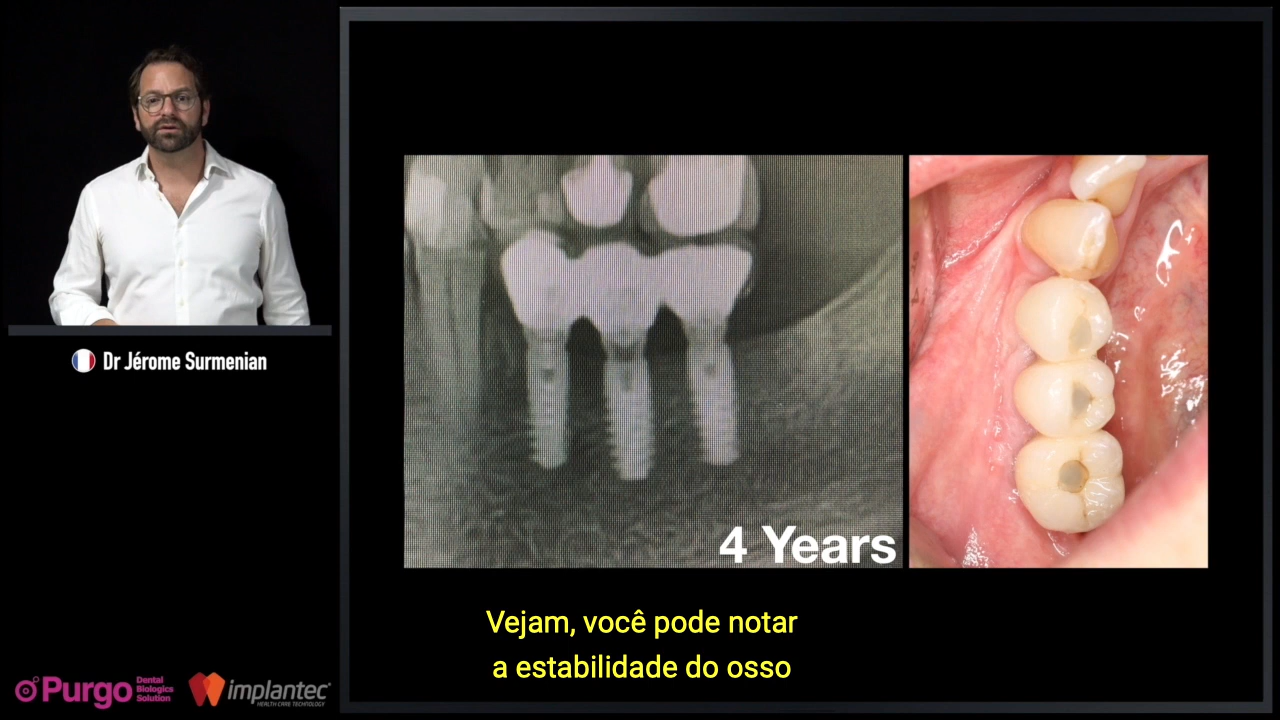 Dr Jérome Surmenian
4 Years
Vejam, você pode notar
a estabilidade do osso
Purgo Dental
Biologics
Solution
implantec
HEALTH CARE TECHNOLOGY